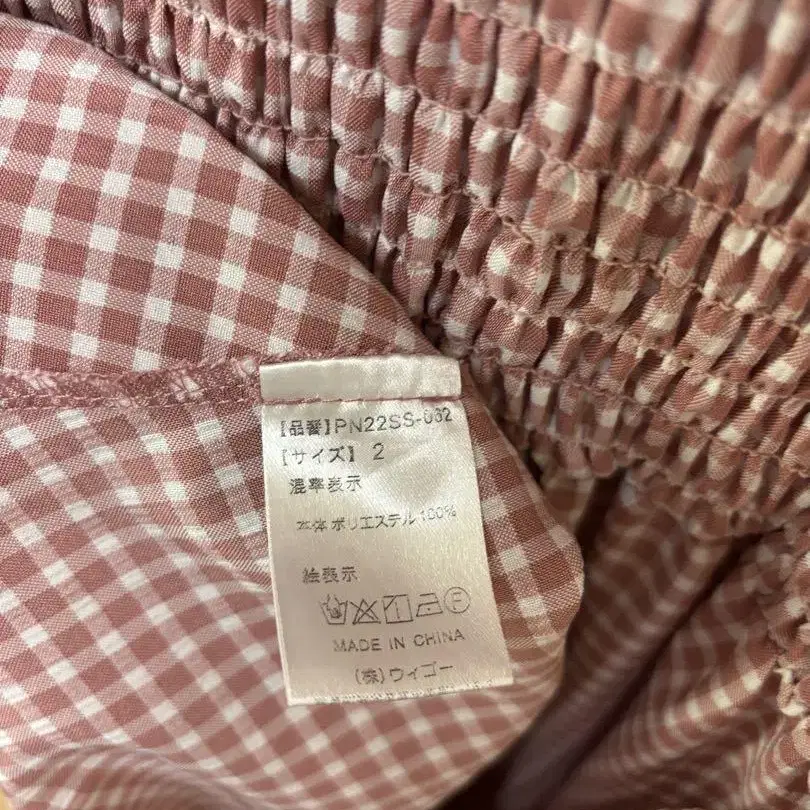 【品番】PN22SS-032
【サイズ】 2
混率表示
本体 ポリエステル100%
絵表示
MADE IN CHINA
(株)ウィゴー